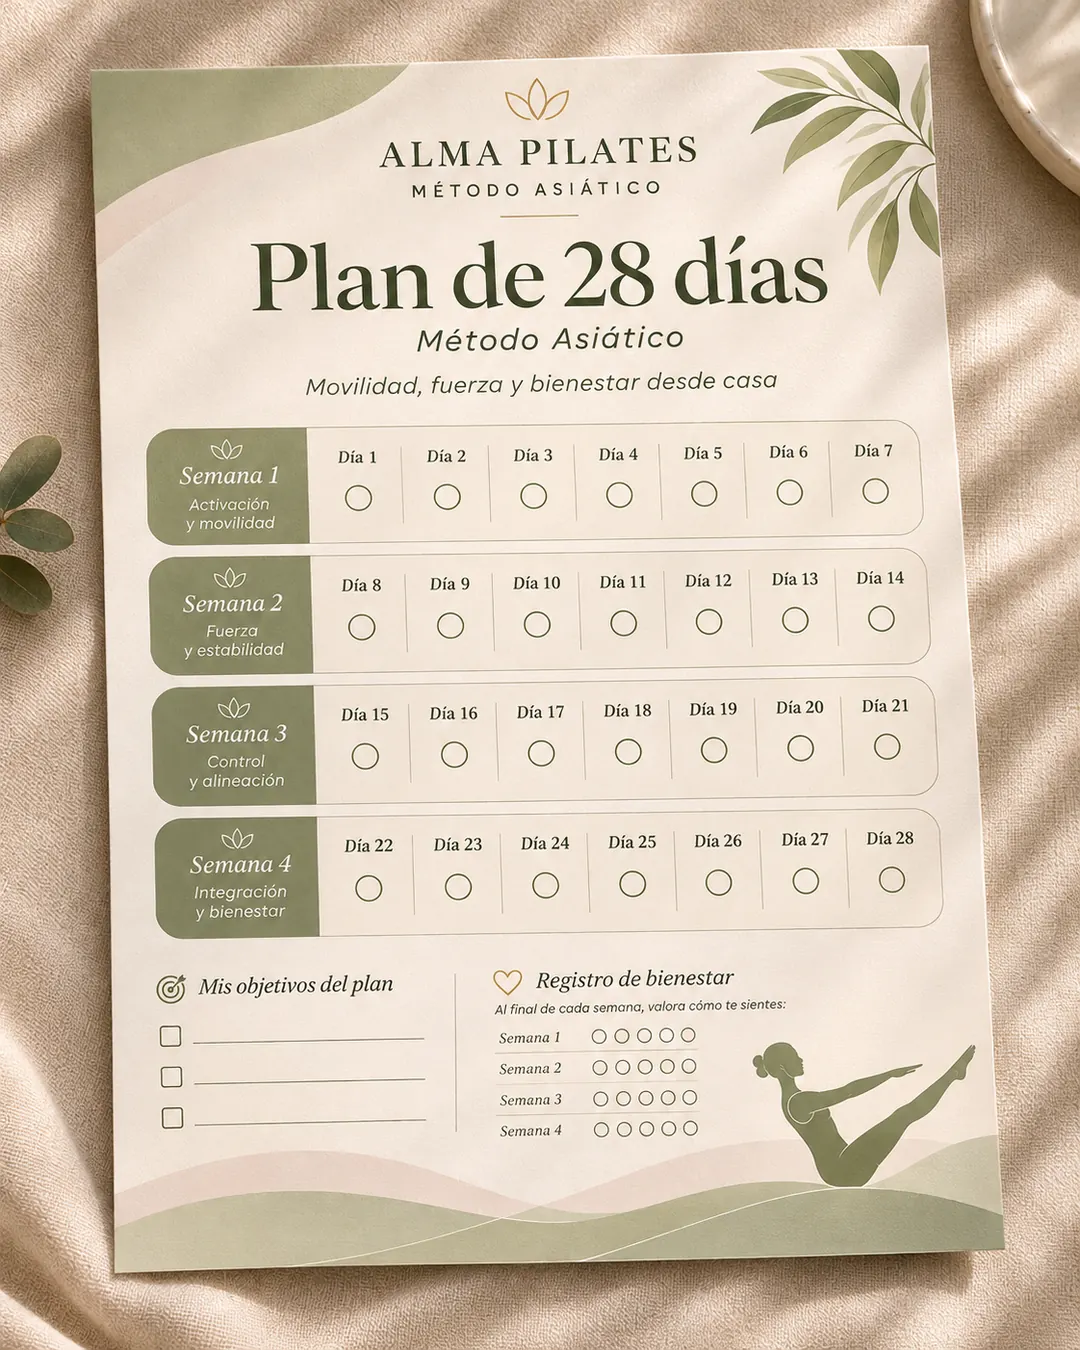 ALMA PILATES
MÉTODO ASIÁTICO
Plan de 28 días
Método Asiático
Movilidad, fuerza y bienestar desde casa
Semana 1
Activación
y movilidad
Día 1 Día 2 Día 3 Día 4 Día 5 Día 6 Día 7
Semana 2
Fuerza
y estabilidad
Día 8 Día 9 Día 10 Día 11 Día 12 Día 13 Día 14
Semana 3
Control
y alineación
Día 15 Día 16 Día 17 Día 18 Día 19 Día 20 Día 21
Semana 4
Integración
y bienestar
Día 22 Día 23 Día 24 Día 25 Día 26 Día 27 Día 28
Mis objetivos del plan
Registro de bienestar
Al final de cada semana, valora cómo te sientes:
Semana 1
Semana 2
Semana 3
Semana 4